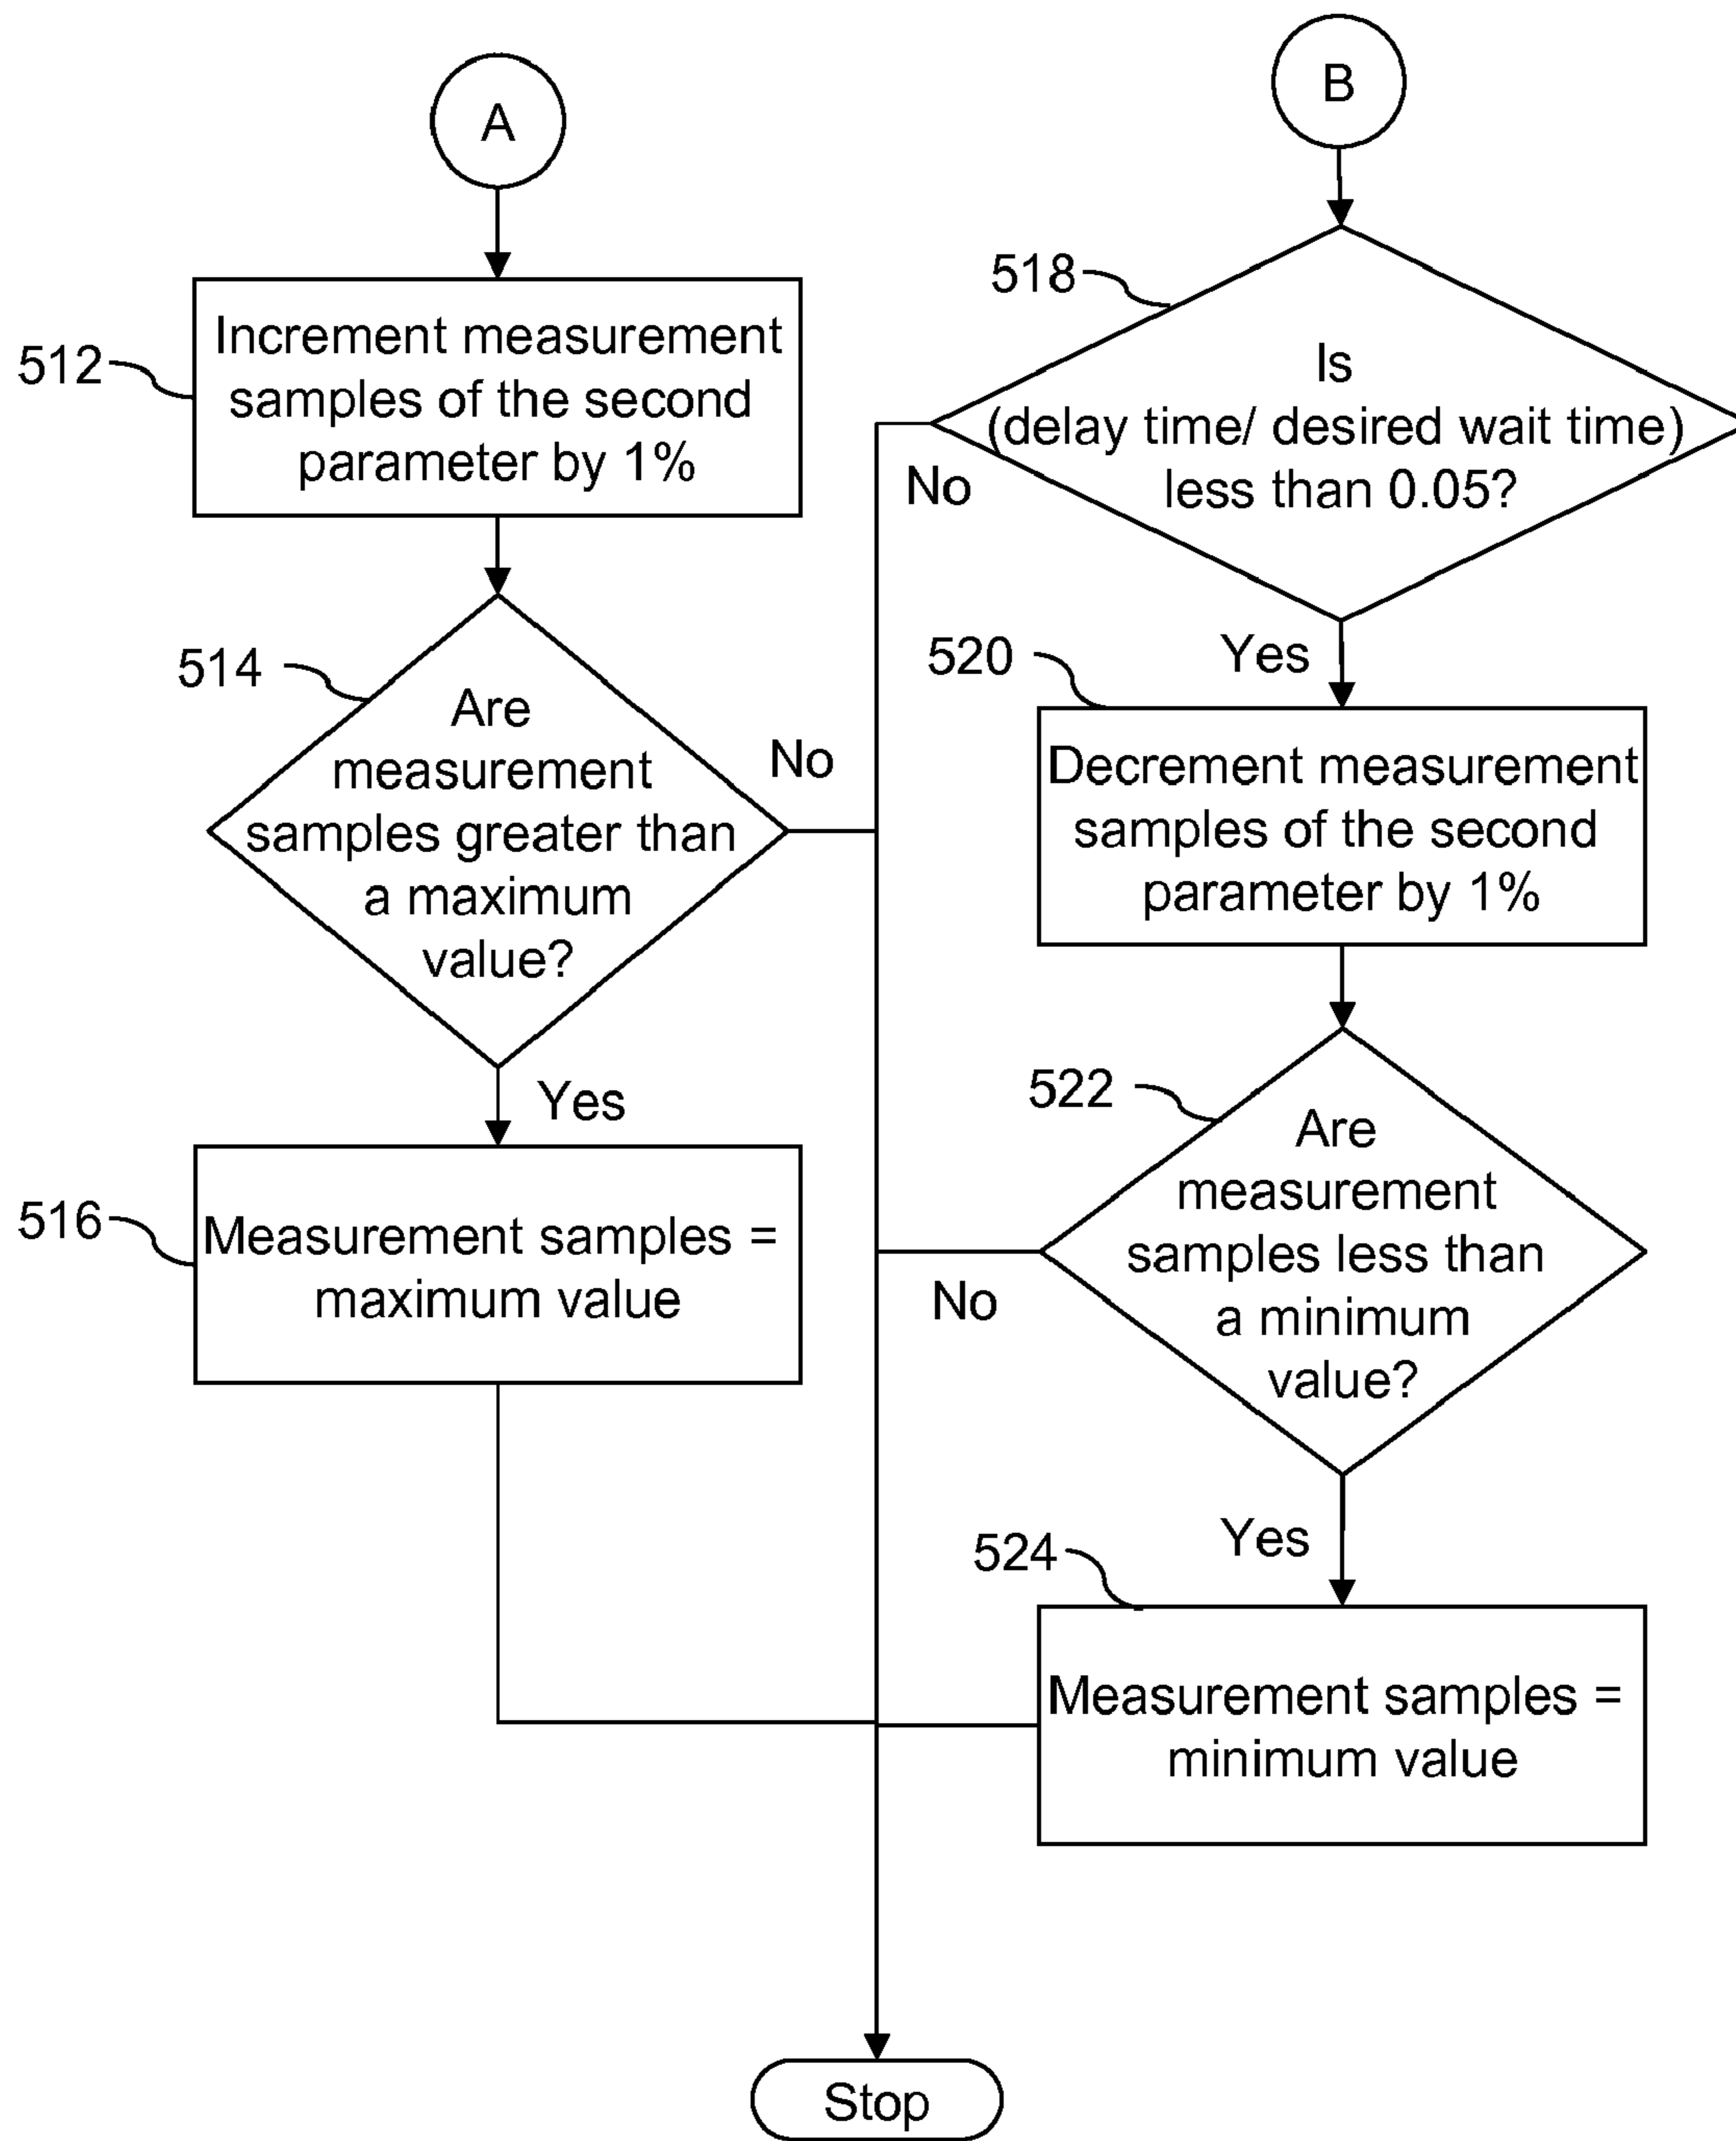 A
512
Increment measurement
samples of the second
parameter by 1%
514
Are
measurement
samples greater than
a maximum
value?
No
Yes
516
Measurement samples =
maximum value
B
518
Is
(delay time/ desired wait time)
less than 0.05?
No
Yes
520
Decrement measurement
samples of the second
parameter by 1%
522
Are
measurement
samples less than
a minimum
value?
No
Yes
524
Measurement samples =
minimum value
Stop